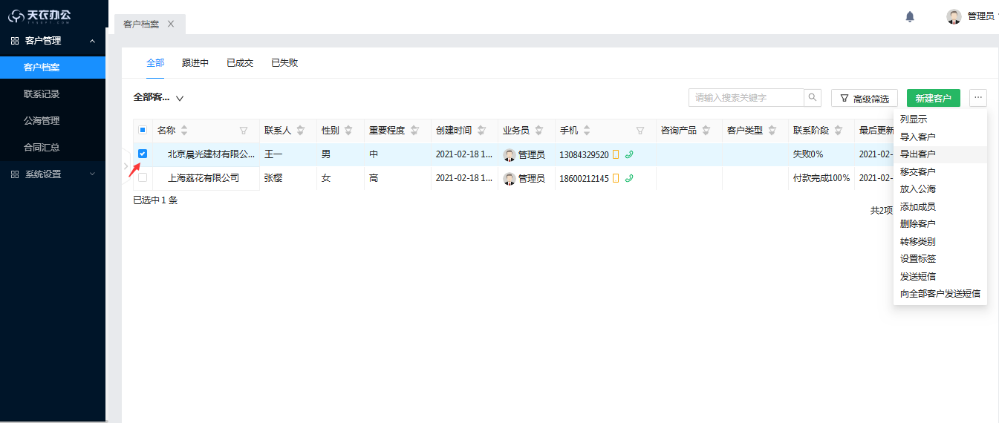 天衣办公
客户管理
客户档案
联系记录
公海管理
合同汇总
系统设置
客户档案
管理员
全部 跟进中 已成交 已失败
全部客...
请输入搜索关键字
高级筛选
新建客户
名称 联系人 性别 重要程度 创建时间 业务员 手机 咨询产品 客户类型 联系阶段 最后更新
北京晨光建材有限公... 王一 男 中 2021-02-18 1... 管理员 13084329520 失败0% 2021-02-
上海荔花有限公司 张樱 女 高 2021-02-18 1... 管理员 18600212145 付款完成100% 2021-02-
已选中 1 条
共2项
列显示
导入客户
导出客户
移交客户
放入公海
添加成员
删除客户
转移类别
设置标签
发送短信
向全部客户发送短信